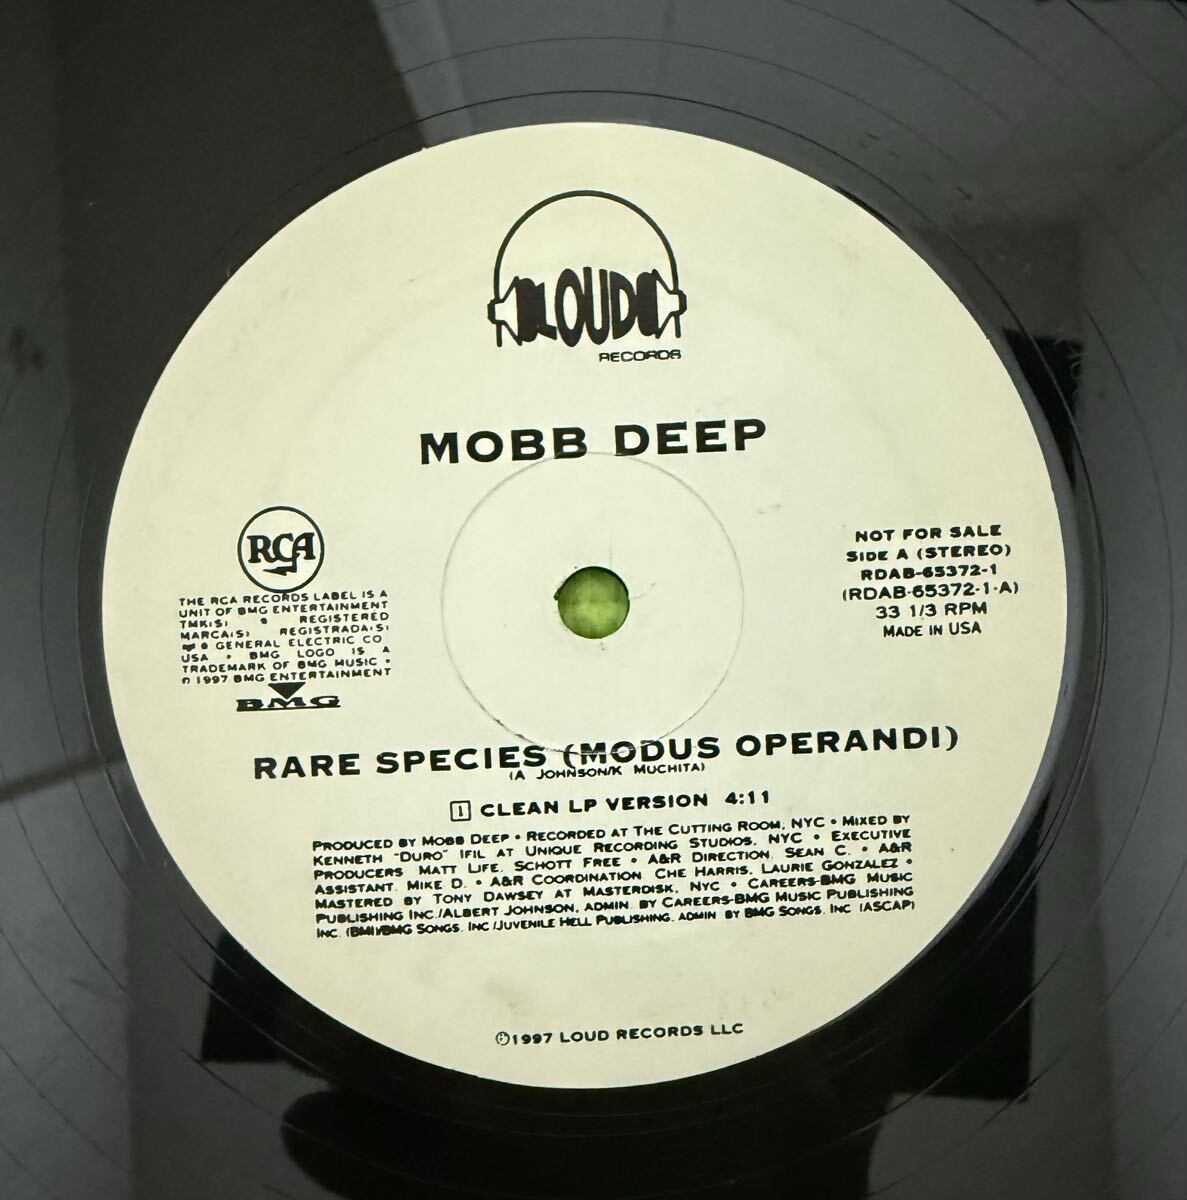 LOUD
RECORDS
MOBB DEEP
RCA
THE RCA RECORDS LABEL IS A
UNIT OF BMG ENTERTAINMENT
TMK(S) ® REGISTERED
MARCA(S) REGISTRADA(S)
® GENERAL ELECTRIC CO
USA • BMG LOGO IS A
TRADEMARK OF BMG MUSIC •
℗ 1997 BMG ENTERTAINMENT
BMG
NOT FOR SALE
SIDE A (STEREO)
RDAB-65372-1
(RDAB-65372-1-A)
33 1/3 RPM
MADE IN USA
RARE SPECIES (MODUS OPERANDI)
(A JOHNSON/K MUCHITA)
1 CLEAN LP VERSION 4:11
PRODUCED BY MOBB DEEP • RECORDED AT THE CUTTING ROOM, NYC • MIXED BY
KENNETH "DURO" IFIL AT UNIQUE RECORDING STUDIOS, NYC • EXECUTIVE
PRODUCERS MATT LIFE, SCHOTT FREE • A&R DIRECTION, SEAN C. • A&R
ASSISTANT, MIKE D. • A&R COORDINATION CHE HARRIS, LAURIE GONZALEZ •
MASTERED BY TONY DAWSEY AT MASTERDISK, NYC • CAREERS-BMG MUSIC
PUBLISHING INC./ALBERT JOHNSON, ADMIN. BY CAREERS-BMG MUSIC PUBLISHING
INC. (BMI)/BMG SONGS, INC /JUVENILE HELL PUBLISHING, ADMIN BY BMG SONGS, INC (ASCAP)
℗1997 LOUD RECORDS LLC